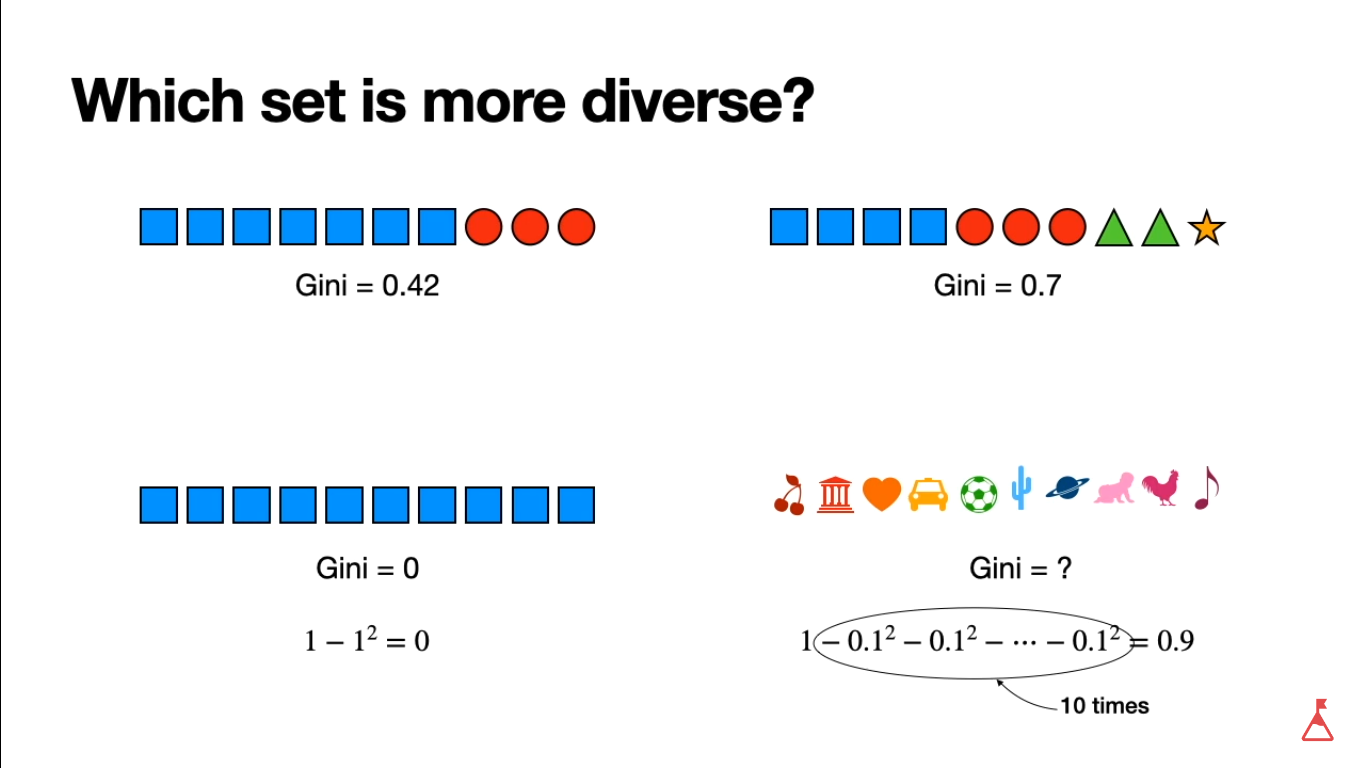 Which set is more diverse?
Gini = 0.42
Gini = 0.7
Gini = 0
Gini = ?
1 − 1² = 0
1 − 0.1² − 0.1² − ··· − 0.1² = 0.9
10 times